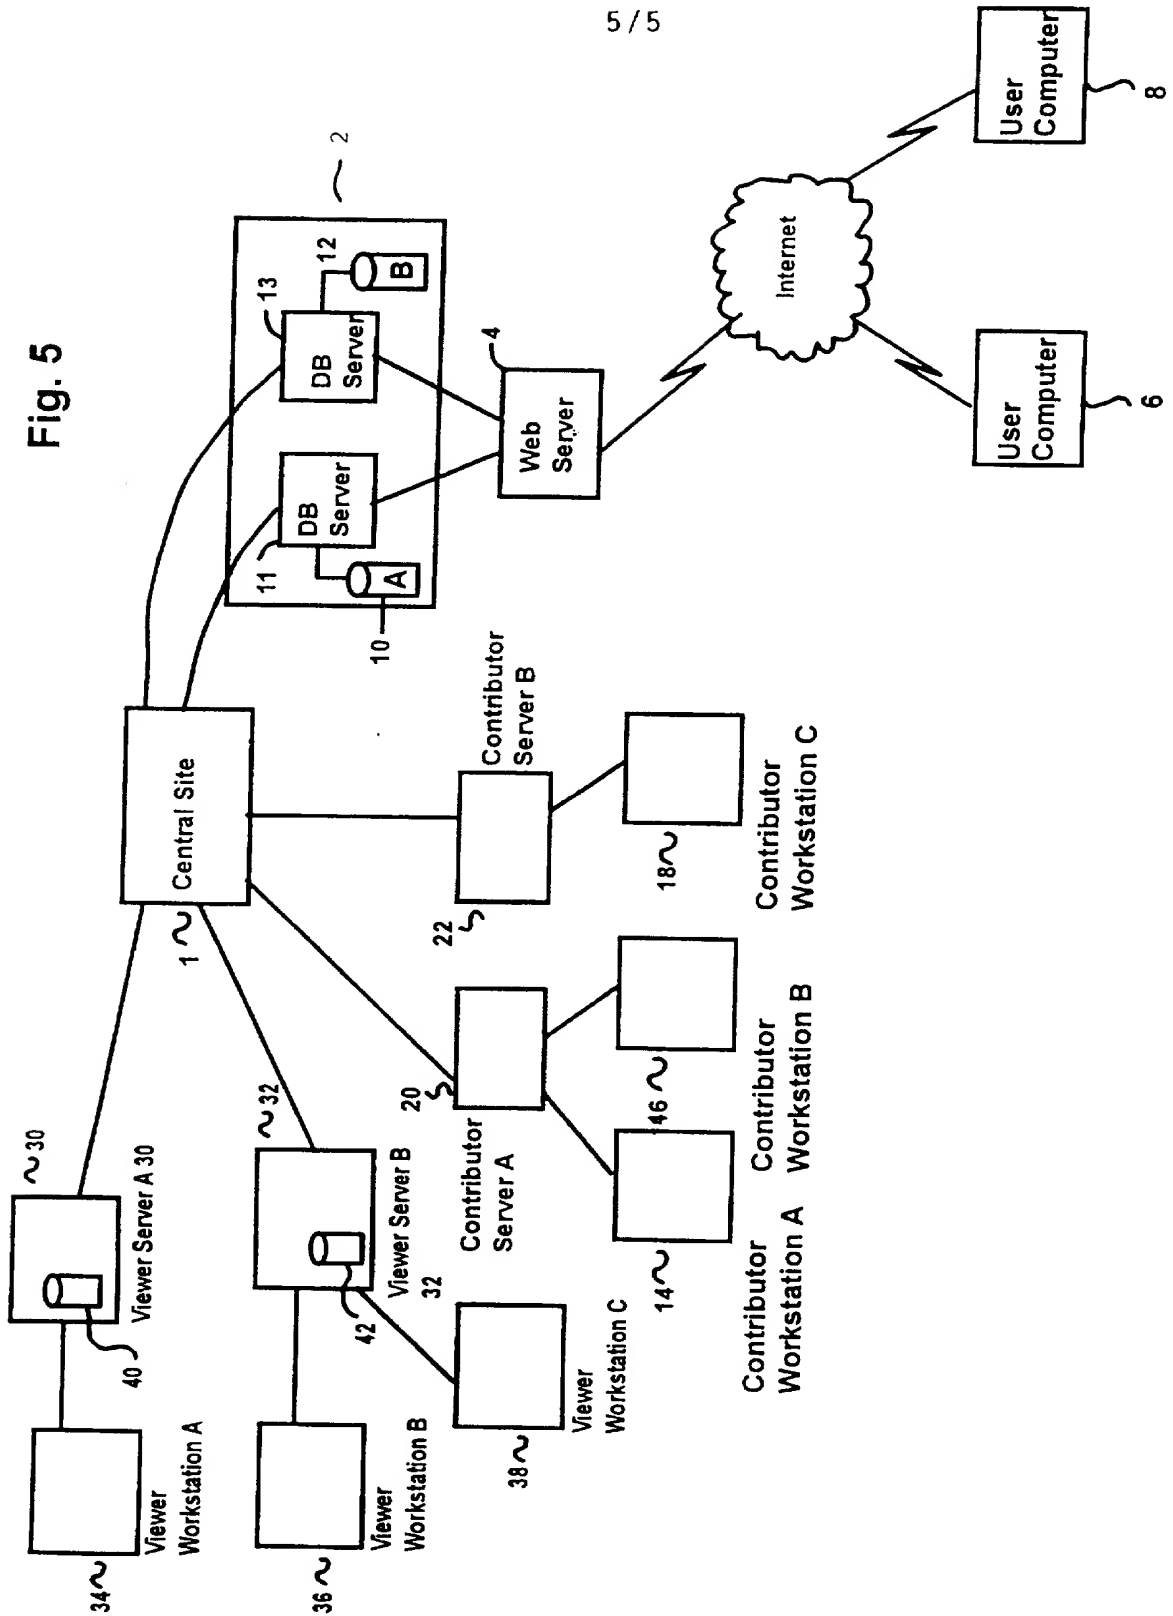 5/5
Fig. 5
34
Viewer
Workstation A
40
30
Viewer Server A 30
36
Viewer
Workstation B
42
32
Viewer Server B
32
38
Viewer
Workstation C
1
Central Site
20
Contributor
Server A
22
Contributor
Server B
14
Contributor
Workstation A
146
Contributor
Workstation B
18
Contributor
Workstation C
2
10
A
11
DB
Server
13
DB
Server
12
B
4
Web
Server
Internet
User
Computer
6
User
Computer
8